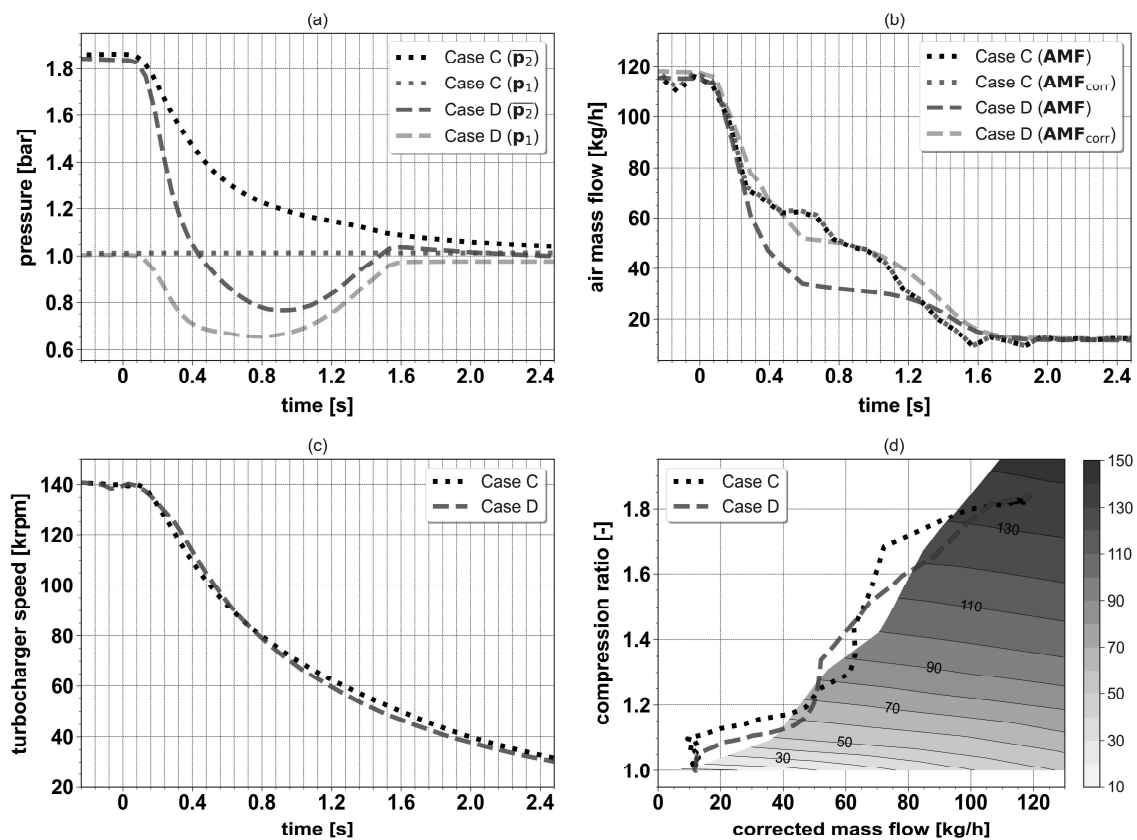 (a)
pressure [bar]
1.8
1.6
1.4
1.2
1.0
0.8
0.6
Case C (p̅₂)
Case C (p₁)
Case D (p̅₂)
Case D (p₁)
0 0.4 0.8 1.2 1.6 2.0 2.4
time [s]
(b)
air mass flow [kg/h]
120
100
80
60
40
20
Case C (AMF)
Case C (AMFcorr)
Case D (AMF)
Case D (AMFcorr)
0 0.4 0.8 1.2 1.6 2.0 2.4
time [s]
(c)
turbocharger speed [krpm]
140
120
100
80
60
40
20
Case C
Case D
0 0.4 0.8 1.2 1.6 2.0 2.4
time [s]
(d)
compression ratio [-]
1.8
1.6
1.4
1.2
1.0
Case C
Case D
130
110
90
70
50
30
0 20 40 60 80 100 120
corrected mass flow [kg/h]
150
130
110
90
70
50
30
10